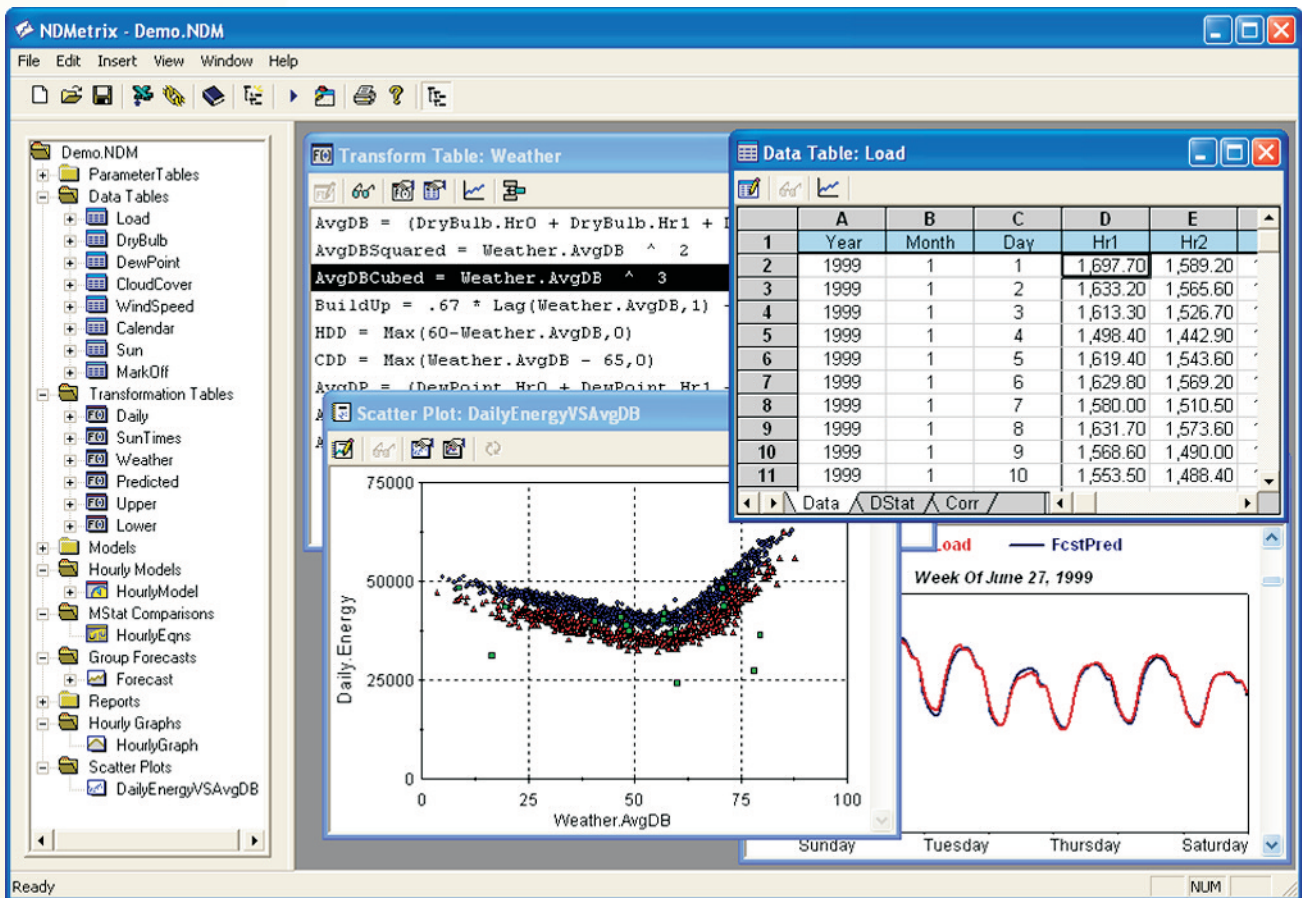 NDMetrix - Demo.NDM
File Edit Insert View Window Help
Demo.NDM
ParameterTables
Data Tables
Load
DryBulb
DewPoint
CloudCover
WindSpeed
Calendar
Sun
MarkOff
Transformation Tables
Daily
SunTimes
Weather
Predicted
Upper
Lower
Models
Hourly Models
HourlyModel
MStat Comparisons
HourlyEqns
Group Forecasts
Forecast
Reports
Hourly Graphs
HourlyGraph
Scatter Plots
DailyEnergyVSAvgDB
Transform Table: Weather
AvgDB = (DryBulb.Hr0 + DryBulb.Hr1 +
AvgDBSquared = Weather.AvgDB ^ 2
AvgDBCubed = Weather.AvgDB ^ 3
BuildUp = .67 * Lag(Weather.AvgDB,1)
HDD = Max(60-Weather.AvgDB,0)
CDD = Max(Weather.AvgDB - 65,0)
AvgDP = (DewPoint.Hr0 + DewPoint.Hr1
Data Table: Load
A B C D E
1 Year Month Day Hr1 Hr2
2 1999 1 1 1,697.70 1,589.20
3 1999 1 2 1,633.20 1,565.60
4 1999 1 3 1,613.30 1,526.70
5 1999 1 4 1,498.40 1,442.90
6 1999 1 5 1,619.40 1,543.60
7 1999 1 6 1,629.80 1,569.20
8 1999 1 7 1,580.00 1,510.50
9 1999 1 8 1,631.70 1,573.60
10 1999 1 9 1,568.60 1,490.00
11 1999 1 10 1,553.50 1,488.40
Data DStat Corr
Scatter Plot: DailyEnergyVSAvgDB
75000
50000
25000
0
Daily.Energy
0 25 50 75 100
Weather.AvgDB
Load FcstPred
Week Of June 27, 1999
Sunday Tuesday Thursday Saturday
Ready
NUM